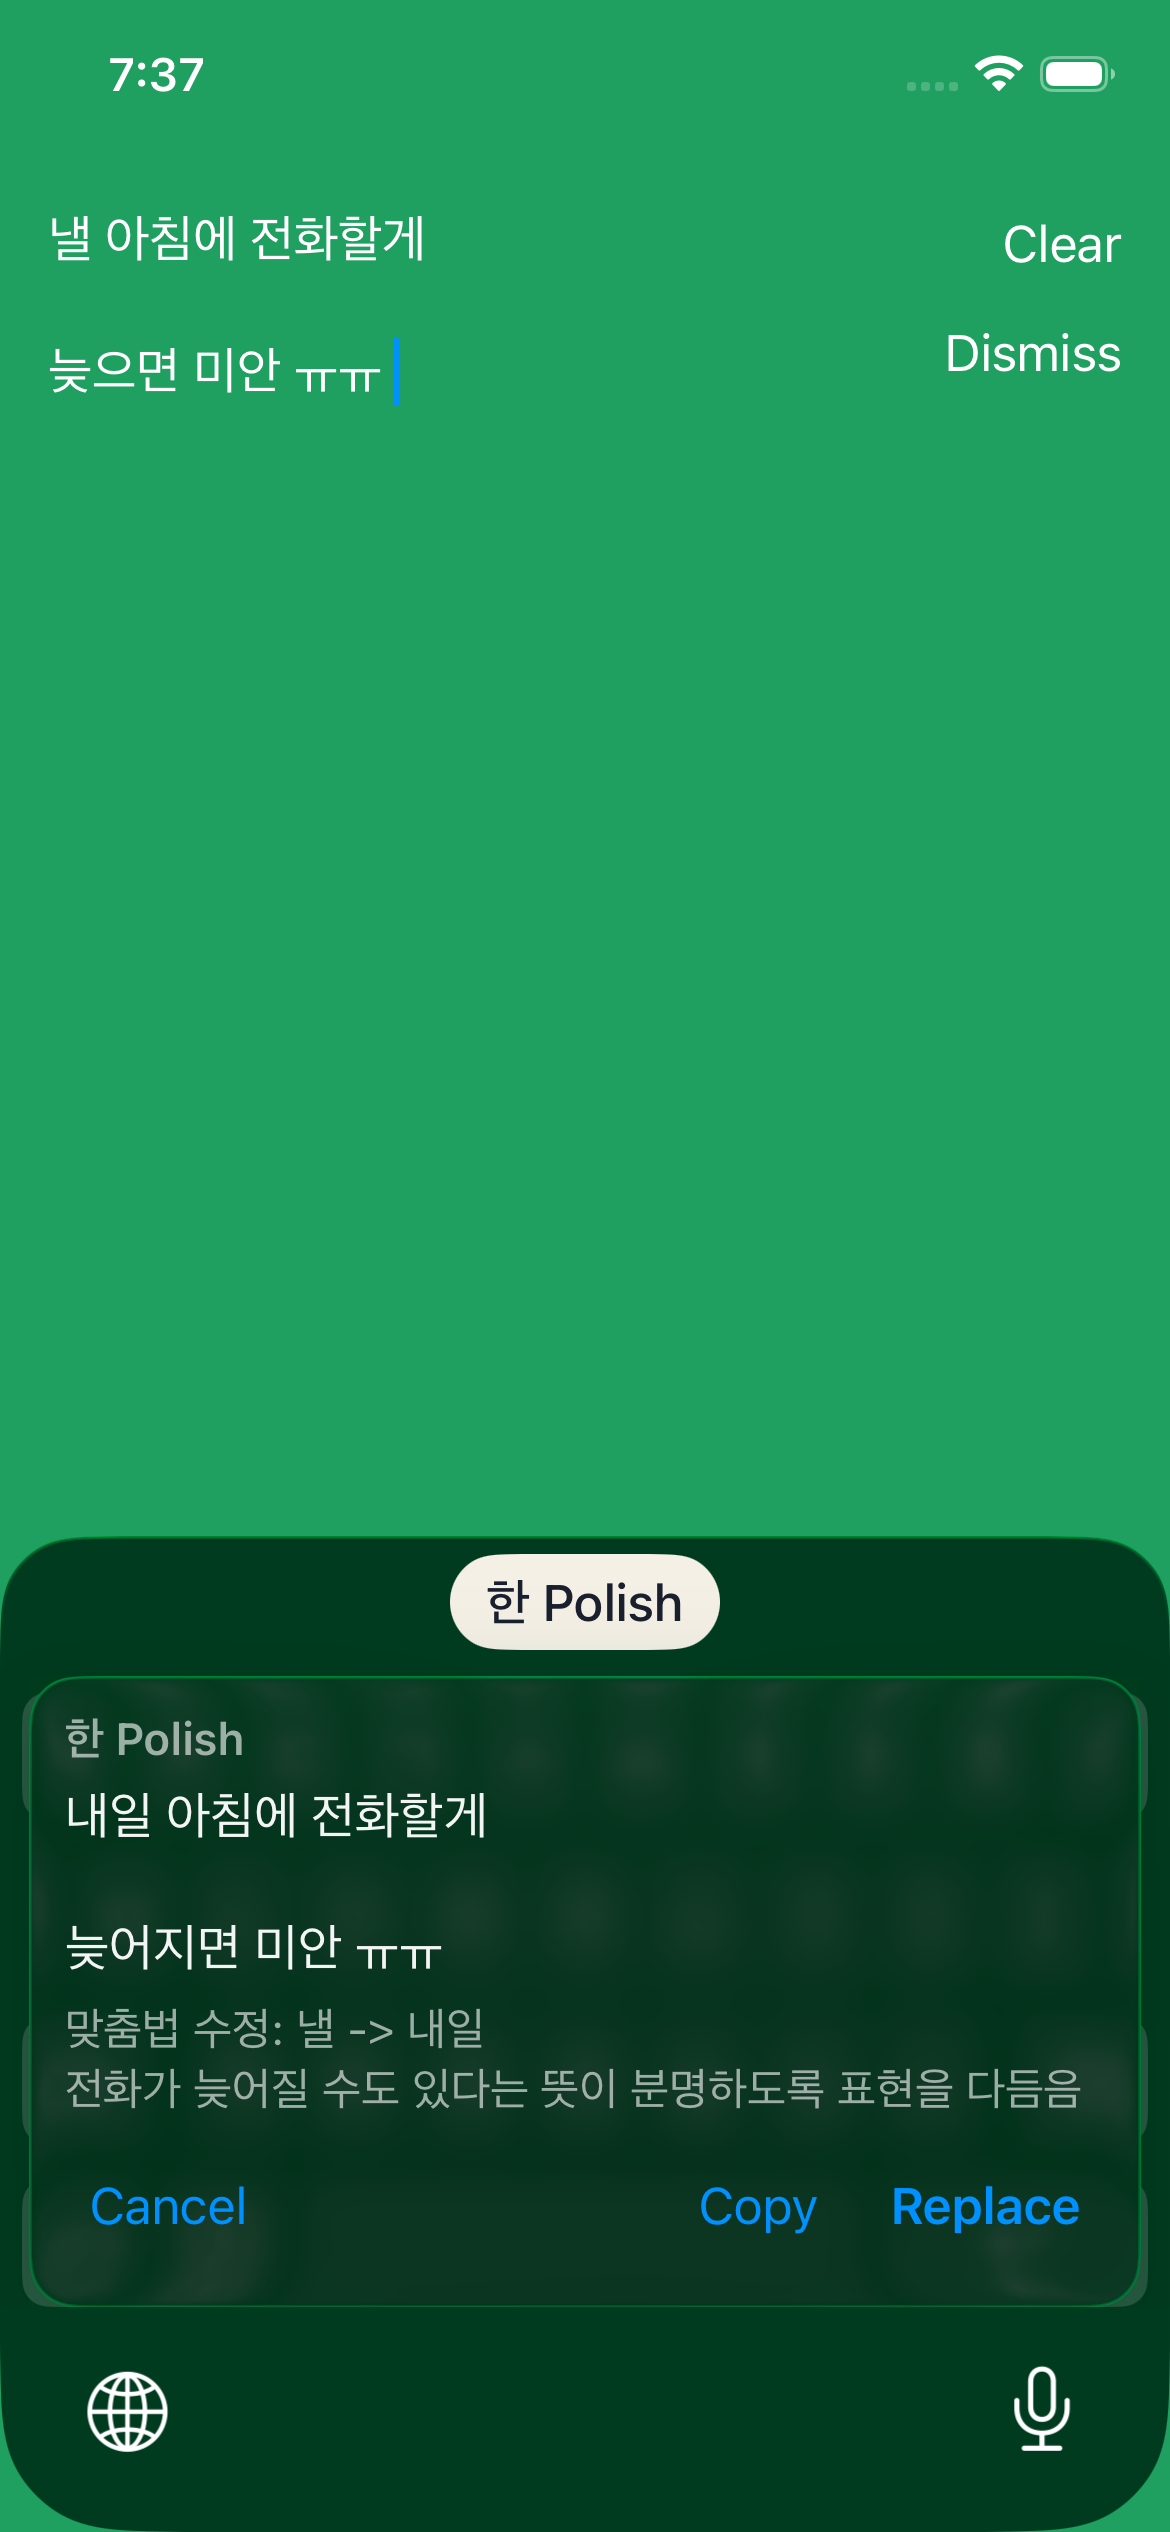 7:37
낼 아침에 전화할게
Clear
늦으면 미안 ㅠㅠ
Dismiss
한 Polish
한 Polish
내일 아침에 전화할게
늦어지면 미안 ㅠㅠ
맞춤법 수정: 낼 -> 내일
전화가 늦어질 수도 있다는 뜻이 분명하도록 표현을 다듬음
Cancel
Copy
Replace